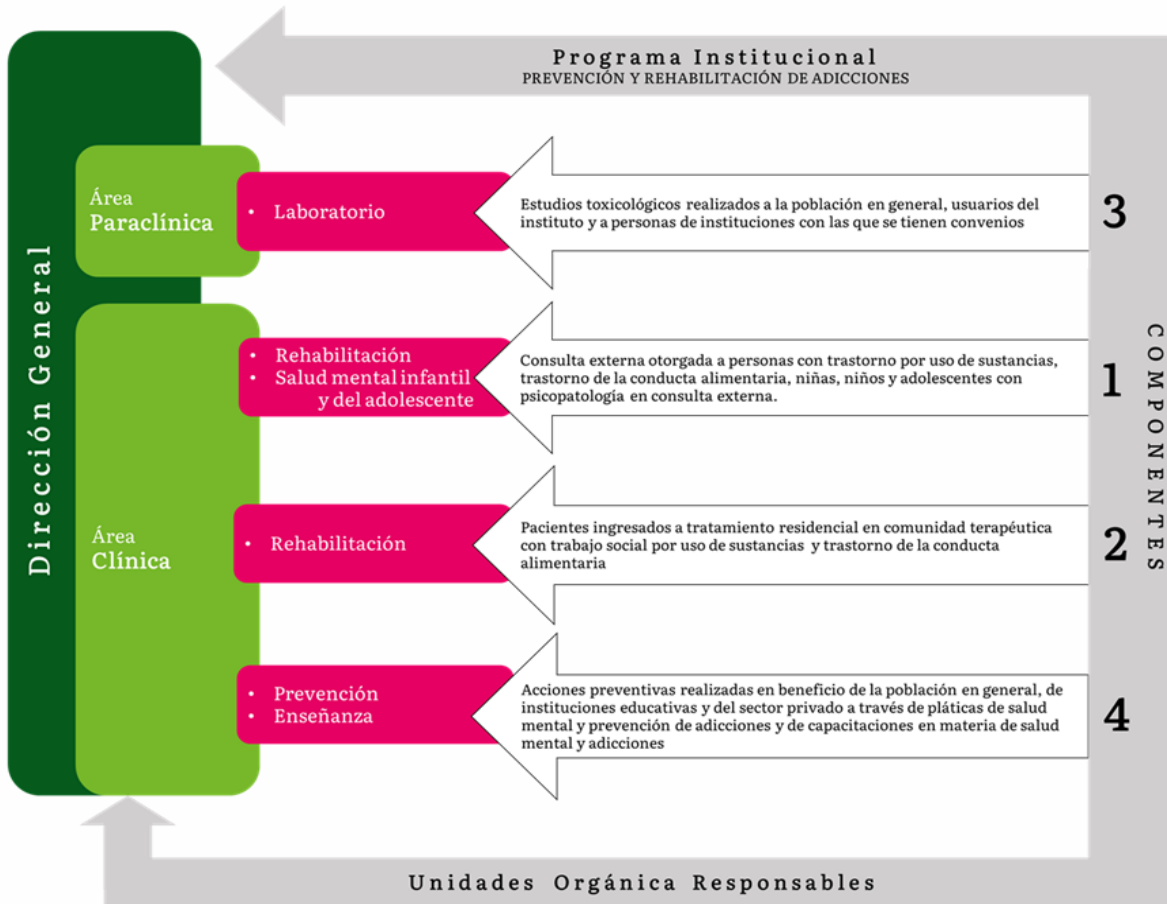 Programa Institucional
PREVENCIÓN Y REHABILITACIÓN DE ADICCIONES
Dirección General
Área
Paraclínica
• Laboratorio
Estudios toxicológicos realizados a la población en general, usuarios del
instituto y a personas de instituciones con las que se tienen convenios
3
Área
Clínica
• Rehabilitación
• Salud mental infantil
y del adolescente
Consulta externa otorgada a personas con trastorno por uso de sustancias,
trastorno de la conducta alimentaria, niñas, niños y adolescentes con
psicopatología en consulta externa.
1
• Rehabilitación
Pacientes ingresados a tratamiento residencial en comunidad terapéutica
con trabajo social por uso de sustancias y trastorno de la conducta
alimentaria
2
• Prevención
• Enseñanza
Acciones preventivas realizadas en beneficio de la población en general, de
instituciones educativas y del sector privado a través de pláticas de salud
mental y prevención de adicciones y de capacitaciones en materia de salud
mental y adicciones
4
COMPONENTES
Unidades Orgánica Responsables